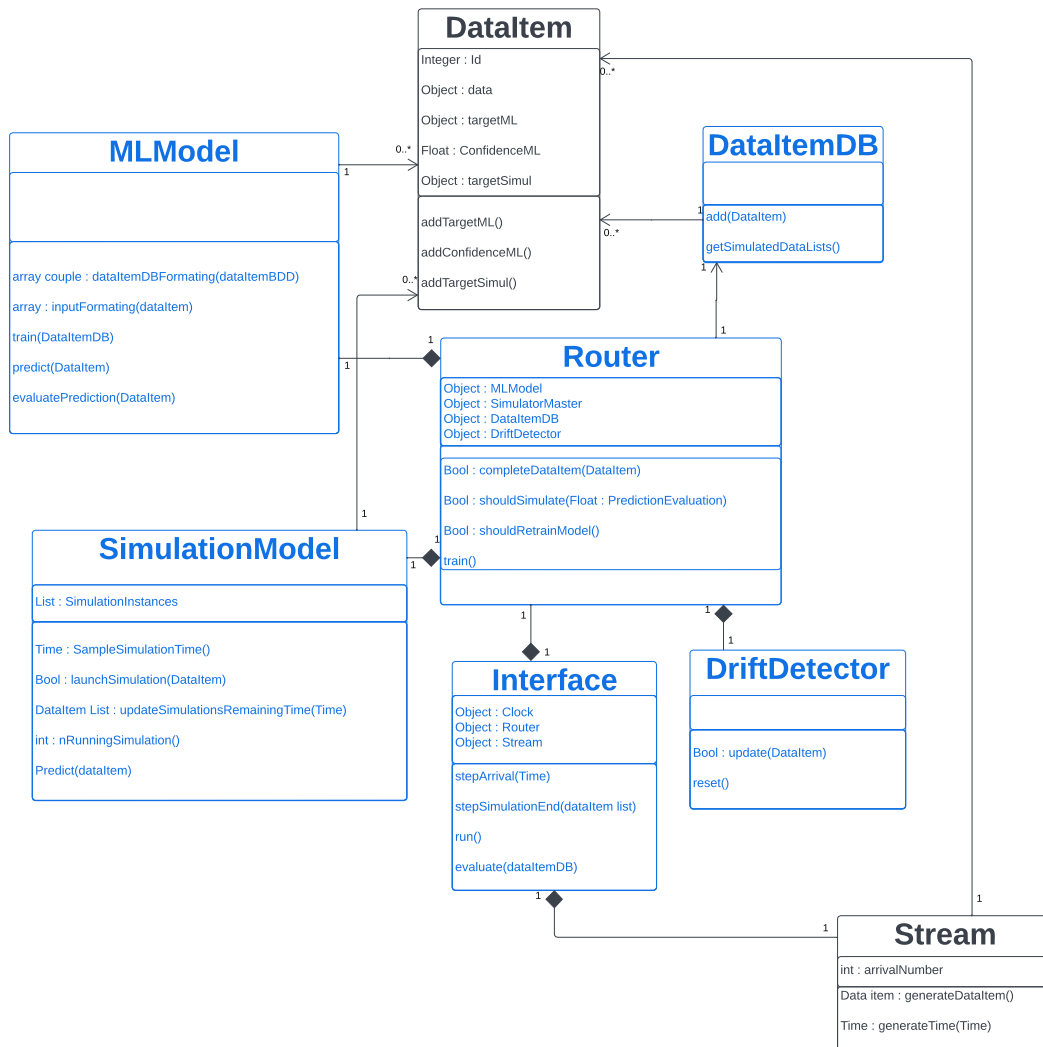 DataItem
Integer : Id
Object : data
Object : targetML
Float : ConfidenceML
Object : targetSimul
addTargetML()
addConfidenceML()
addTargetSimul()
0..*
0..*
0..*
0..*
MLModel
1
array couple : dataItemDBFormating(dataItemBDD)
array : inputFormating(dataItem)
train(DataItemDB)
predict(DataItem)
evaluatePrediction(DataItem)
1
1
DataItemDB
1
add(DataItem)
getSimulatedDataLists()
1
1
Router
Object : MLModel
Object : SimulatorMaster
Object : DataItemDB
Object : DriftDetector
Bool : completeDataItem(DataItem)
Bool : shouldSimulate(Float : PredictionEvaluation)
Bool : shouldRetrainModel()
train()
1
1
1
SimulationModel
List : SimulationInstances
Time : SampleSimulationTime()
Bool : launchSimulation(DataItem)
DataItem List : updateSimulationsRemainingTime(Time)
int : nRunningSimulation()
Predict(dataItem)
1
1
Interface
Object : Clock
Object : Router
Object : Stream
stepArrival(Time)
stepSimulationEnd(dataItem list)
run()
evaluate(dataItemDB)
1
1
1
DriftDetector
Bool : update(DataItem)
reset()
1
1
Stream
int : arrivalNumber
Data item : generateDataItem()
Time : generateTime(Time)